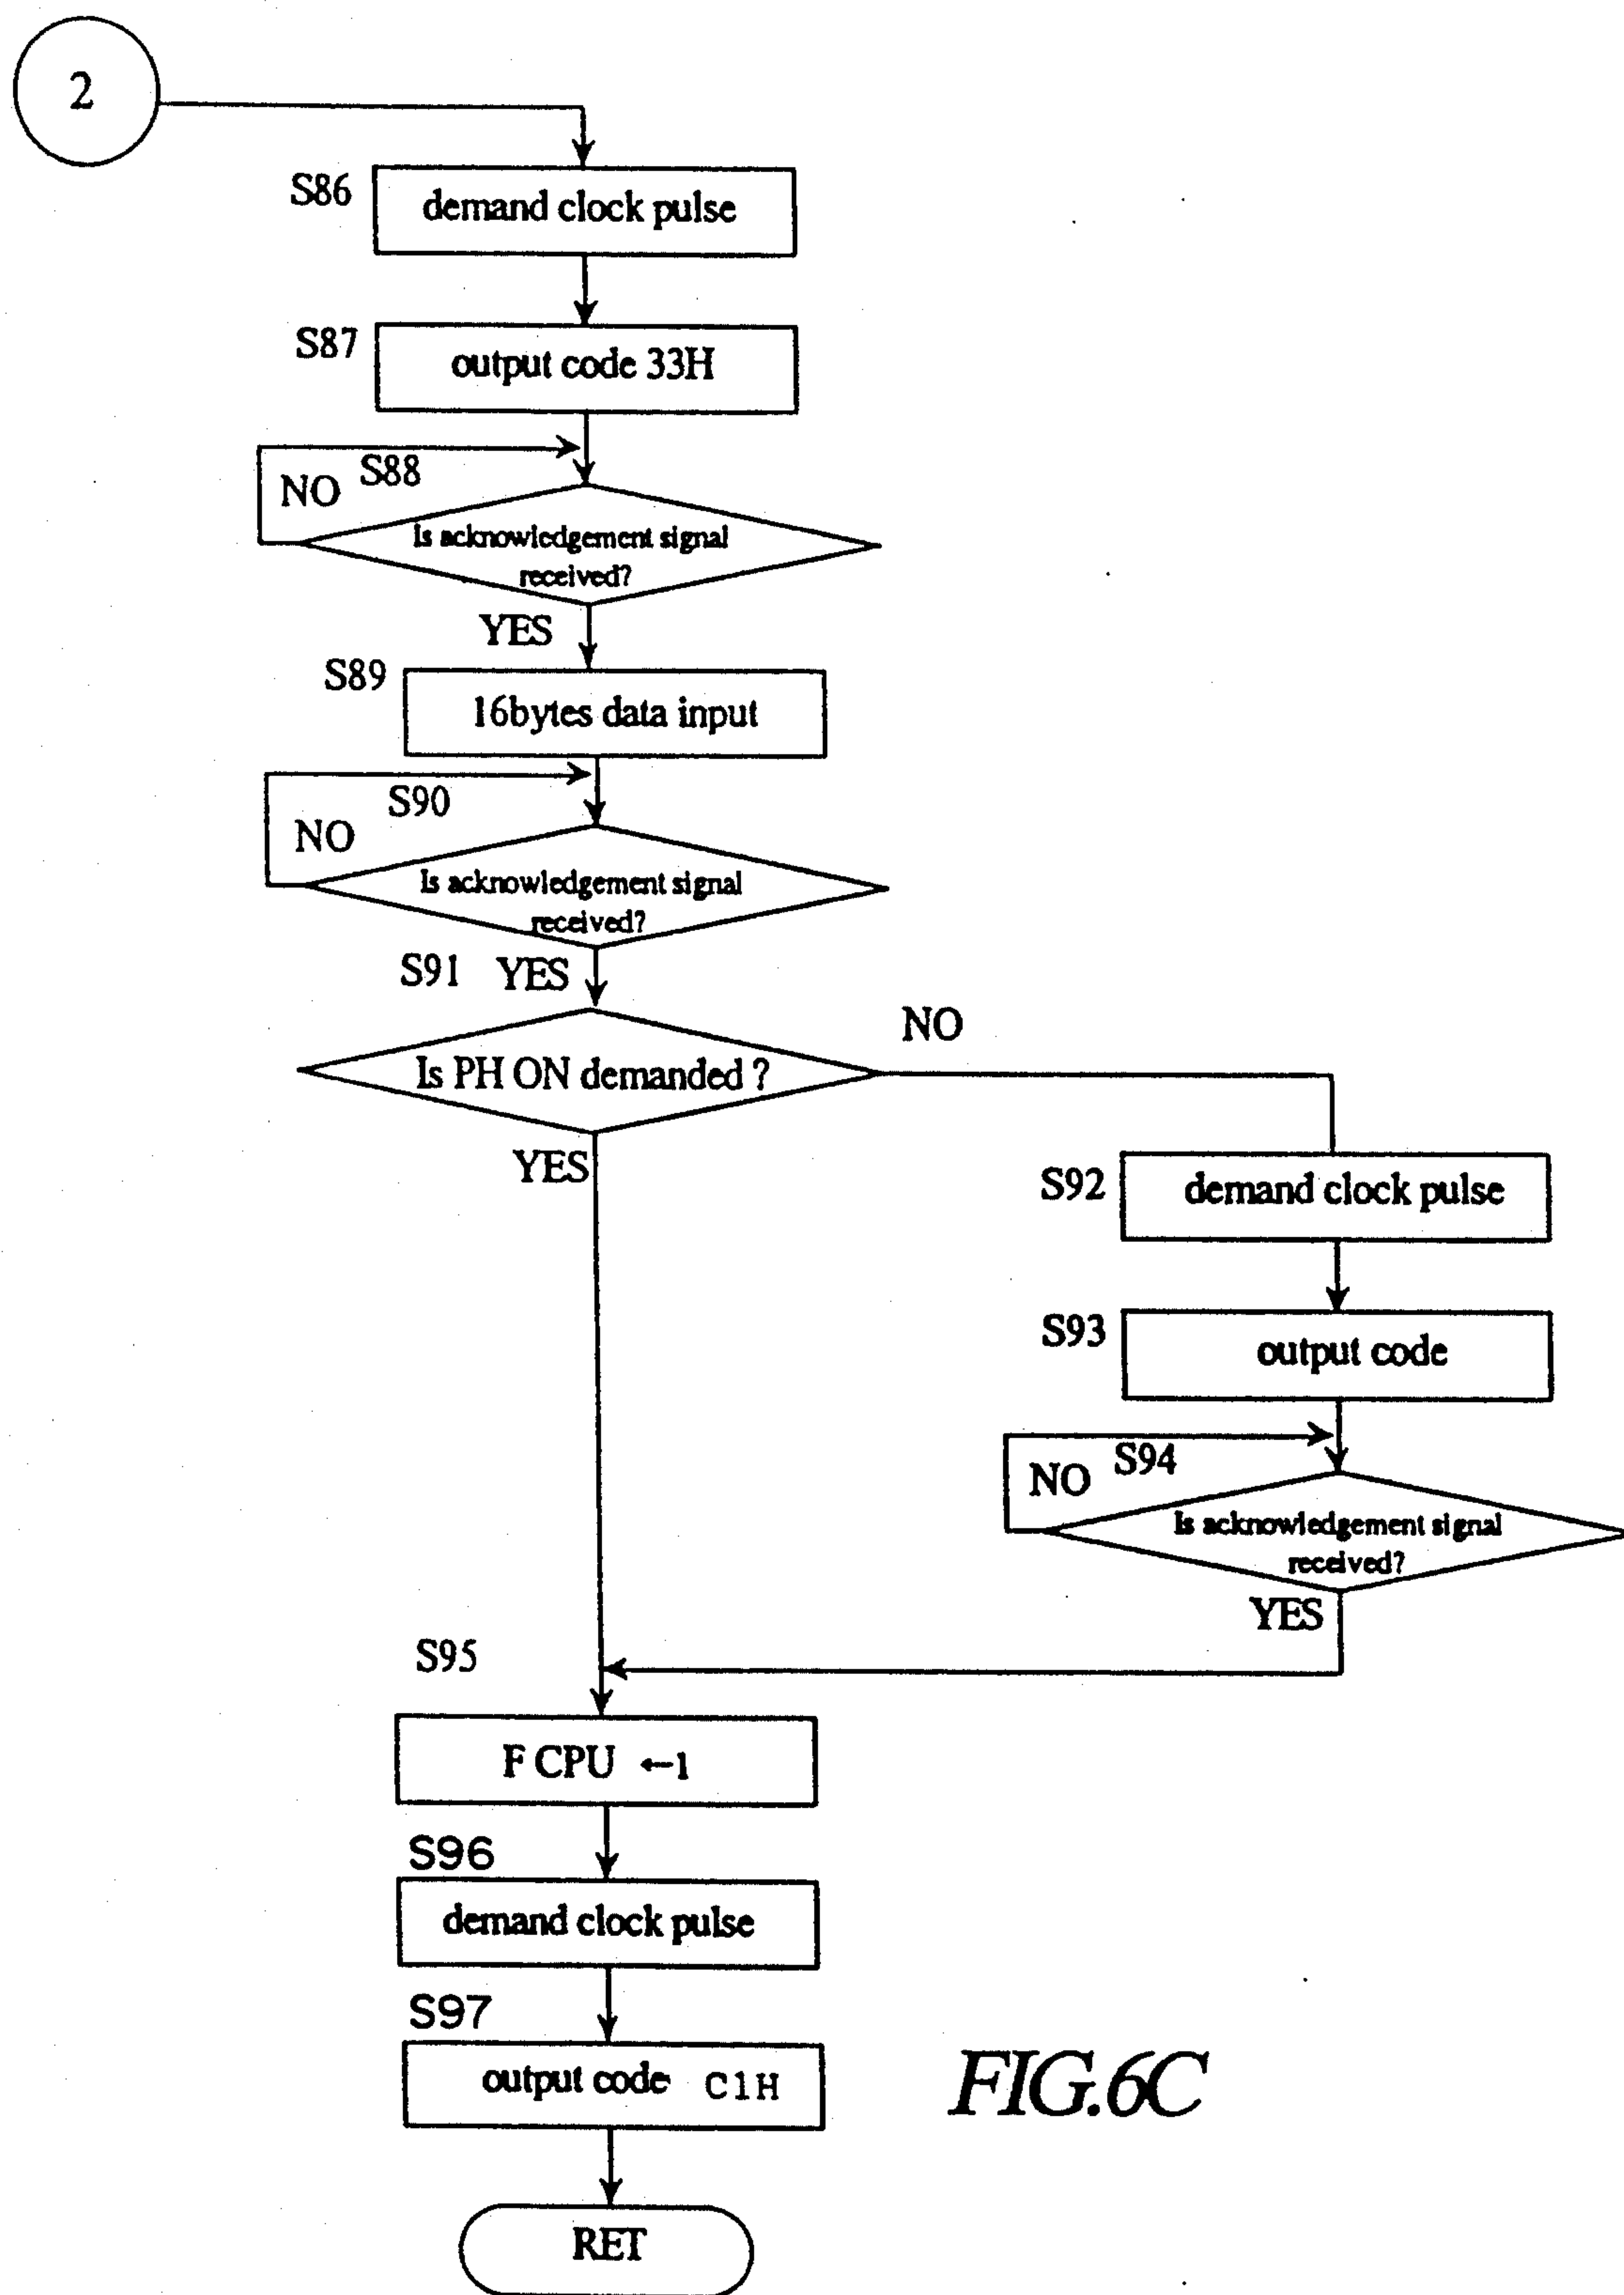 2
S86
demand clock pulse
S87
output code 33H
S88
NO
Is acknowledgement signal
received?
YES
S89
16bytes data input
S90
NO
Is acknowledgement signal
received?
S91 YES
NO
Is PH ON demanded ?
YES
S92
demand clock pulse
S93
output code
S94
NO
Is acknowledgement signal
received?
YES
S95
F CPU ←1
S96
demand clock pulse
S97
output code C1H
FIG.6C
RET